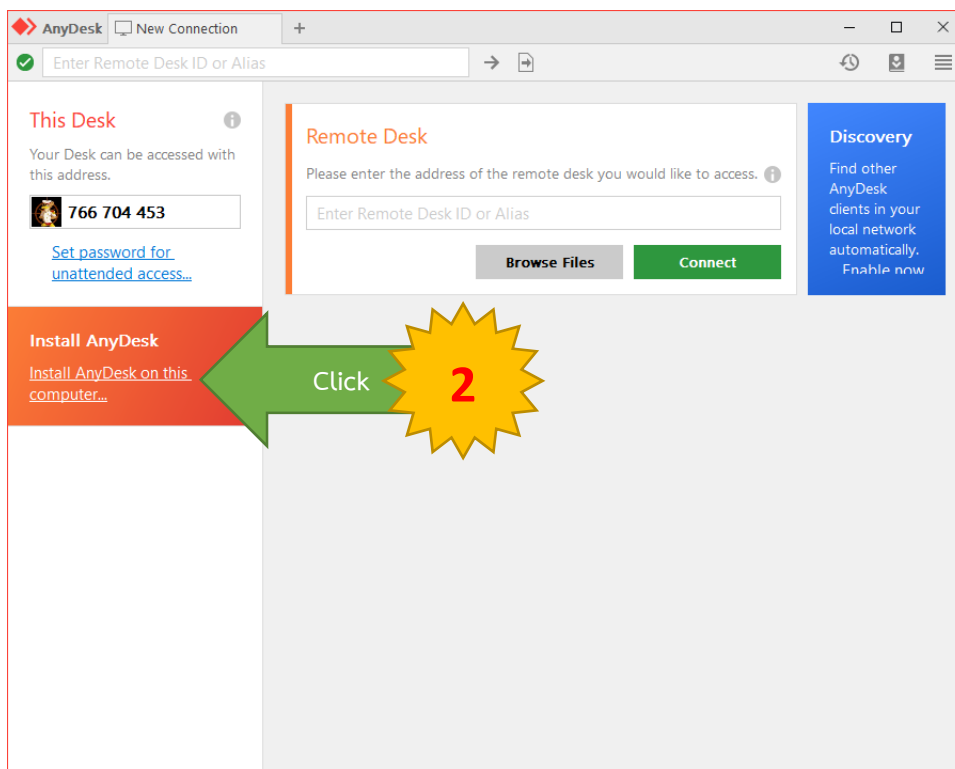 AnyDesk New Connection +
Enter Remote Desk ID or Alias
This Desk
Your Desk can be accessed with
this address.
766 704 453
Set password for
unattended access...
Install AnyDesk
Install AnyDesk on this
computer...
Remote Desk
Please enter the address of the remote desk you would like to access.
Enter Remote Desk ID or Alias
Browse Files Connect
Discovery
Find other
AnyDesk
clients in your
local network
automatically.
Enable now
Click
2